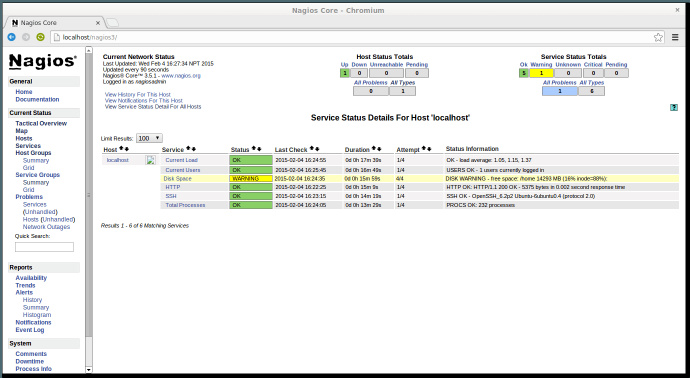 Nagios Core - Chromium
Nagios Core
localhost/nagios3/
Nagios®
General
Home
Documentation
Current Status
Tactical Overview
Map
Hosts
Services
Host Groups
Summary
Grid
Service Groups
Summary
Grid
Problems
Services
(Unhandled)
Hosts (Unhandled)
Network Outages
Quick Search:
Reports
Availability
Trends
Alerts
History
Summary
Histogram
Notifications
Event Log
System
Comments
Downtime
Process Info
Current Network Status
Last Updated: Wed Feb 4 16:27:34 NPT 2015
Updated every 90 seconds
Nagios® Core™ 3.5.1 - www.nagios.org
Logged in as nagiosadmin
View History For This Host
View Notifications For This Host
View Service Status Detail For All Hosts
Host Status Totals
Up Down Unreachable Pending
1 0 0 0
All Problems All Types
0 1
Service Status Totals
Ok Warning Unknown Critical Pending
5 1 0 0 0
All Problems All Types
1 6
?
Service Status Details For Host 'localhost'
Limit Results: 100
Host Service Status Last Check Duration Attempt Status Information
localhost Current Load OK 2015-02-04 16:24:55 0d 0h 17m 39s 1/4 OK - load average: 1.05, 1.15, 1.37
Current Users OK 2015-02-04 16:25:45 0d 0h 16m 49s 1/4 USERS OK - 1 users currently logged in
Disk Space WARNING 2015-02-04 16:24:35 0d 0h 15m 59s 4/4 DISK WARNING - free space: /home 14293 MB (16% inode=88%):
HTTP OK 2015-02-04 16:22:25 0d 0h 15m 9s 1/4 HTTP OK: HTTP/1.1 200 OK - 5375 bytes in 0.002 second response time
SSH OK 2015-02-04 16:23:15 0d 0h 14m 19s 1/4 SSH OK - OpenSSH_6.2p2 Ubuntu-6ubuntu0.4 (protocol 2.0)
Total Processes OK 2015-02-04 16:24:05 0d 0h 13m 29s 1/4 PROCS OK: 232 processes
Results 1 - 6 of 6 Matching Services